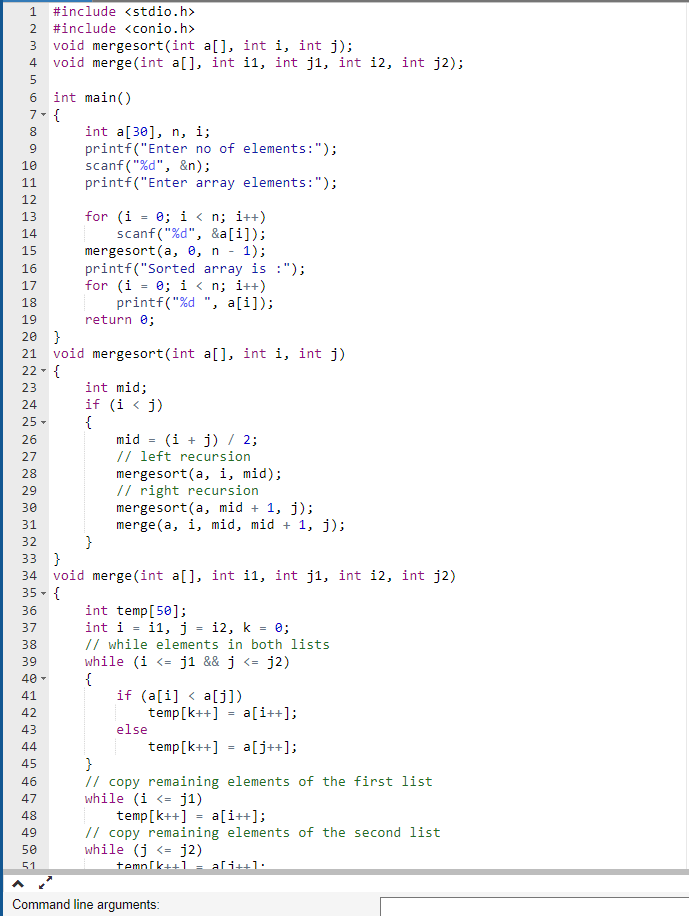 1 #include <stdio.h>
2 #include <conio.h>
3 void mergesort(int a[], int i, int j);
4 void merge(int a[], int i1, int j1, int i2, int j2);
5
6 int main()
7 {
8 int a[30], n, i;
9 printf("Enter no of elements:");
10 scanf("%d", &n);
11 printf("Enter array elements:");
12
13 for (i = 0; i < n; i++)
14 scanf("%d", &a[i]);
15 mergesort(a, 0, n - 1);
16 printf("Sorted array is :");
17 for (i = 0; i < n; i++)
18 printf("%d ", a[i]);
19 return 0;
20 }
21 void mergesort(int a[], int i, int j)
22 {
23 int mid;
24 if (i < j)
25 {
26 mid = (i + j) / 2;
27 // left recursion
28 mergesort(a, i, mid);
29 // right recursion
30 mergesort(a, mid + 1, j);
31 merge(a, i, mid, mid + 1, j);
32 }
33 }
34 void merge(int a[], int i1, int j1, int i2, int j2)
35 {
36 int temp[50];
37 int i = i1, j = i2, k = 0;
38 // while elements in both lists
39 while (i <= j1 && j <= j2)
40 {
41 if (a[i] < a[j])
42 temp[k++] = a[i++];
43 else
44 temp[k++] = a[j++];
45 }
46 // copy remaining elements of the first list
47 while (i <= j1)
48 temp[k++] = a[i++];
49 // copy remaining elements of the second list
50 while (j <= j2)
51 temp[k++] = a[j++];
Command line arguments: